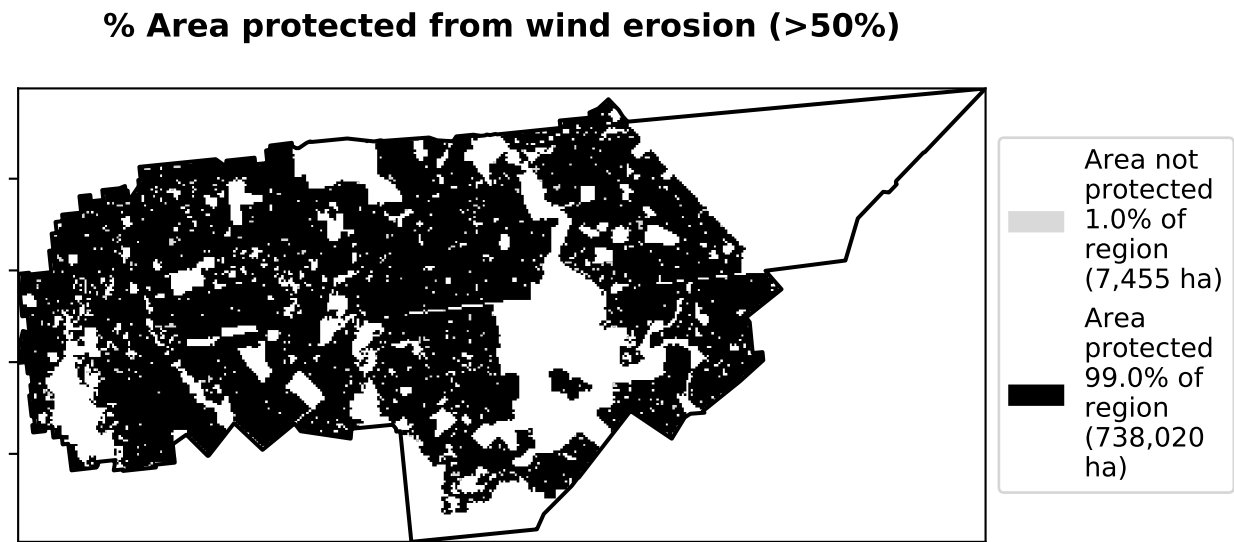 % Area protected from wind erosion (>50%)
Area not
protected
1.0% of
region
(7,455 ha)
Area
protected
99.0% of
region
(738,020
ha)